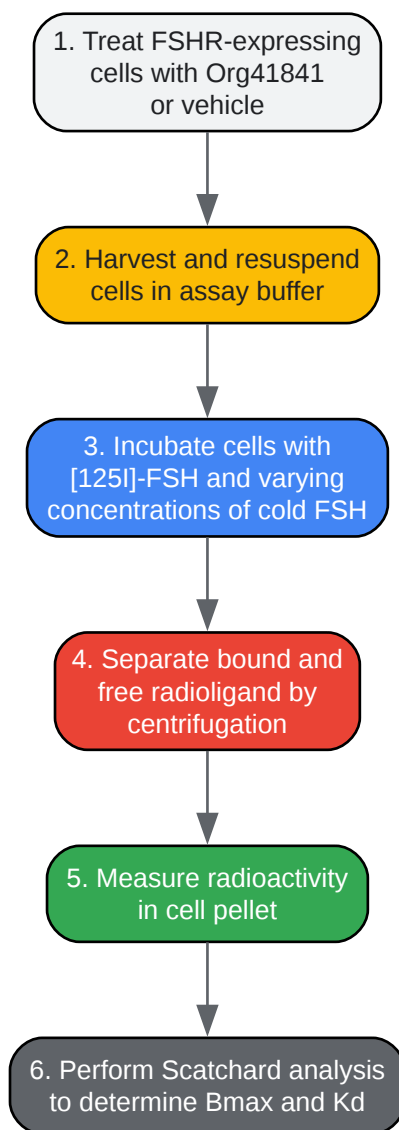 1. Treat FSHR-expressing
cells with Org41841
or vehicle
2. Harvest and resuspend
cells in assay buffer
3. Incubate cells with
[125I]-FSH and varying
concentrations of cold FSH
4. Separate bound and
free radioligand by
centrifugation
5. Measure radioactivity
in cell pellet
6. Perform Scatchard analysis
to determine Bmax and Kd